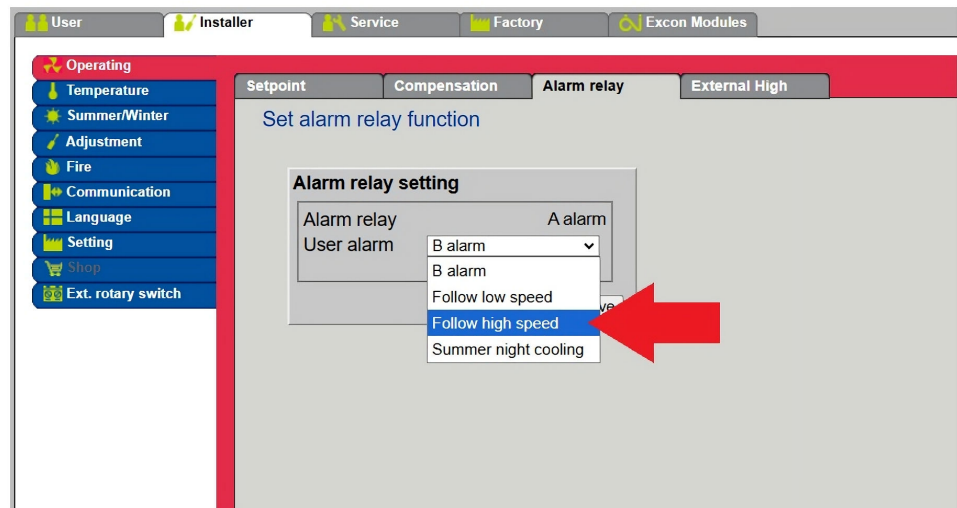 User Installer Service Factory Excon Modules
Operating
Temperature
Summer/Winter
Adjustment
Fire
Communication
Language
Setting
Shop
Ext. rotary switch
Setpoint Compensation Alarm relay External High
Set alarm relay function
Alarm relay setting
Alarm relay A alarm
User alarm B alarm
B alarm
Follow low speed
Follow high speed
Summer night cooling